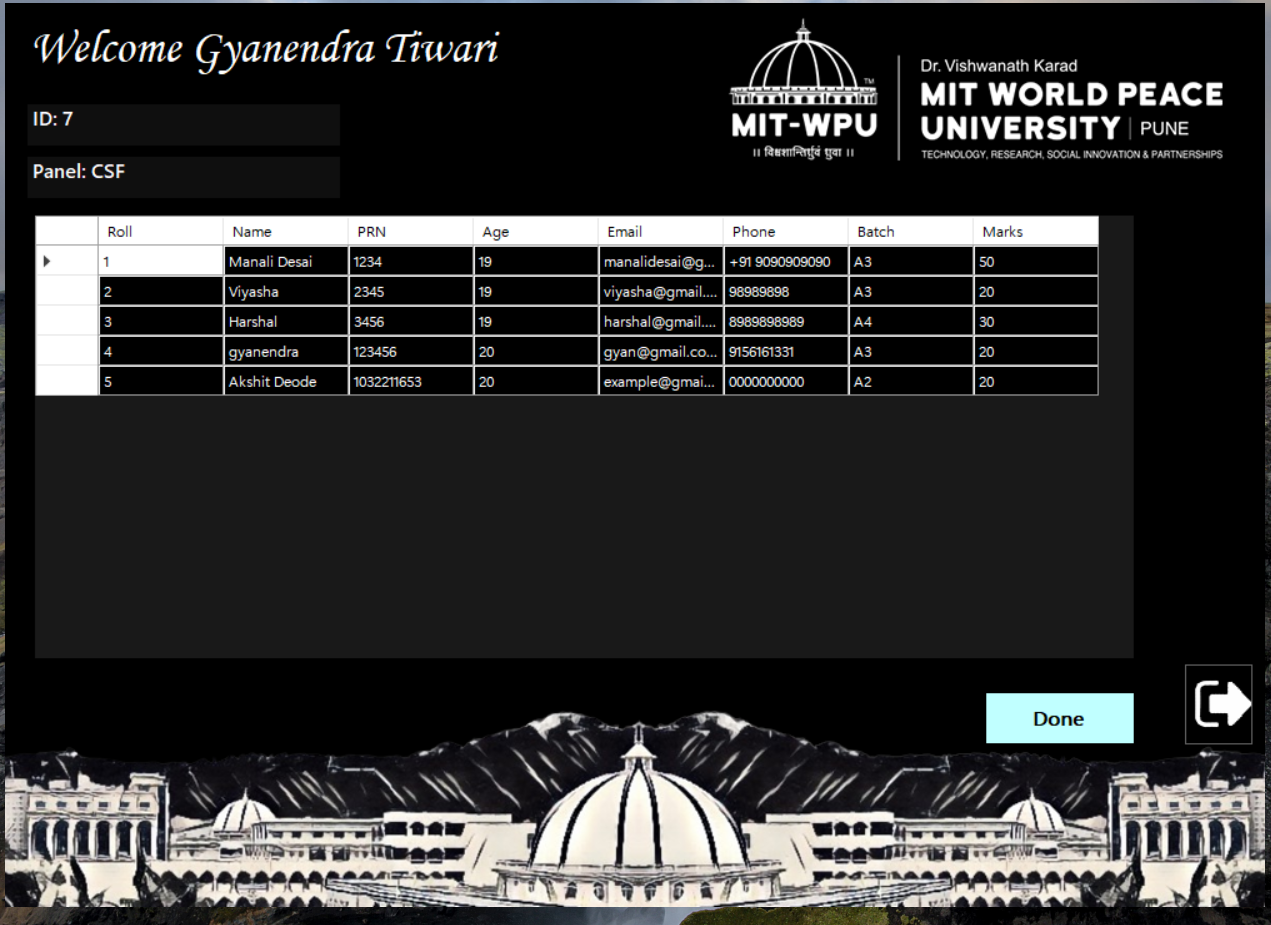 Welcome Gyanendra Tiwari
ID: 7
Panel: CSF
TM
MIT-WPU
।। विश्वशान्तिर्ध्रुवं ध्रुवा ।।
Dr. Vishwanath Karad
MIT WORLD PEACE
UNIVERSITY | PUNE
TECHNOLOGY, RESEARCH, SOCIAL INNOVATION & PARTNERSHIPS
Roll Name PRN Age Email Phone Batch Marks
1 Manali Desai 1234 19 manalidesai@g... +91 9090909090 A3 50
2 Viyasha 2345 19 viyasha@gmail.... 98989898 A3 20
3 Harshal 3456 19 harshal@gmail.... 8989898989 A4 30
4 gyanendra 123456 20 gyan@gmail.co... 9156161331 A3 20
5 Akshit Deode 1032211653 20 example@gmai... 0000000000 A2 20
Done